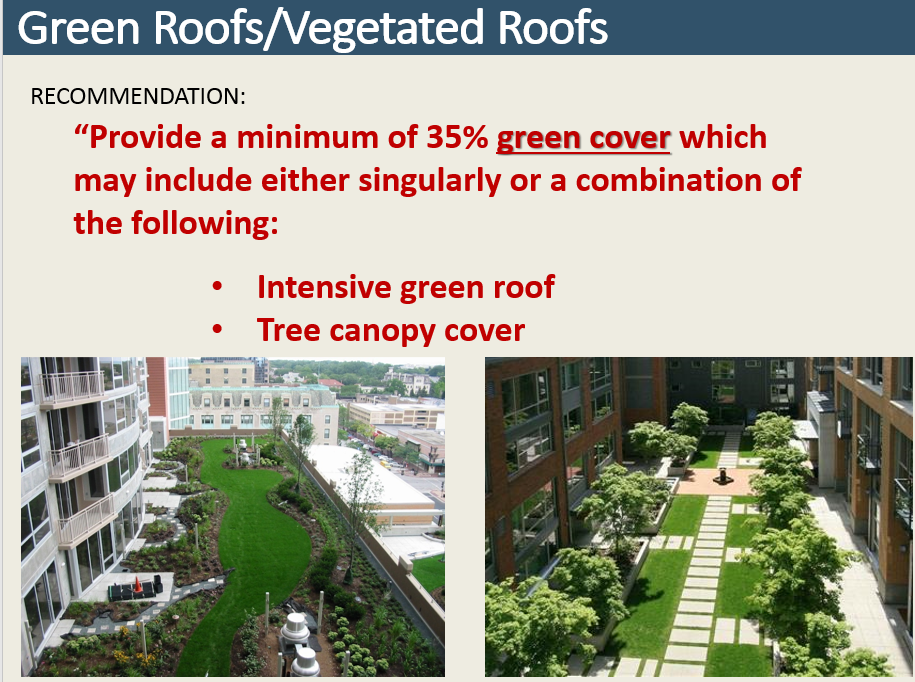 Green Roofs/Vegetated Roofs
RECOMMENDATION:
“Provide a minimum of 35% green cover which
may include either singularly or a combination of
the following:
• Intensive green roof
• Tree canopy cover